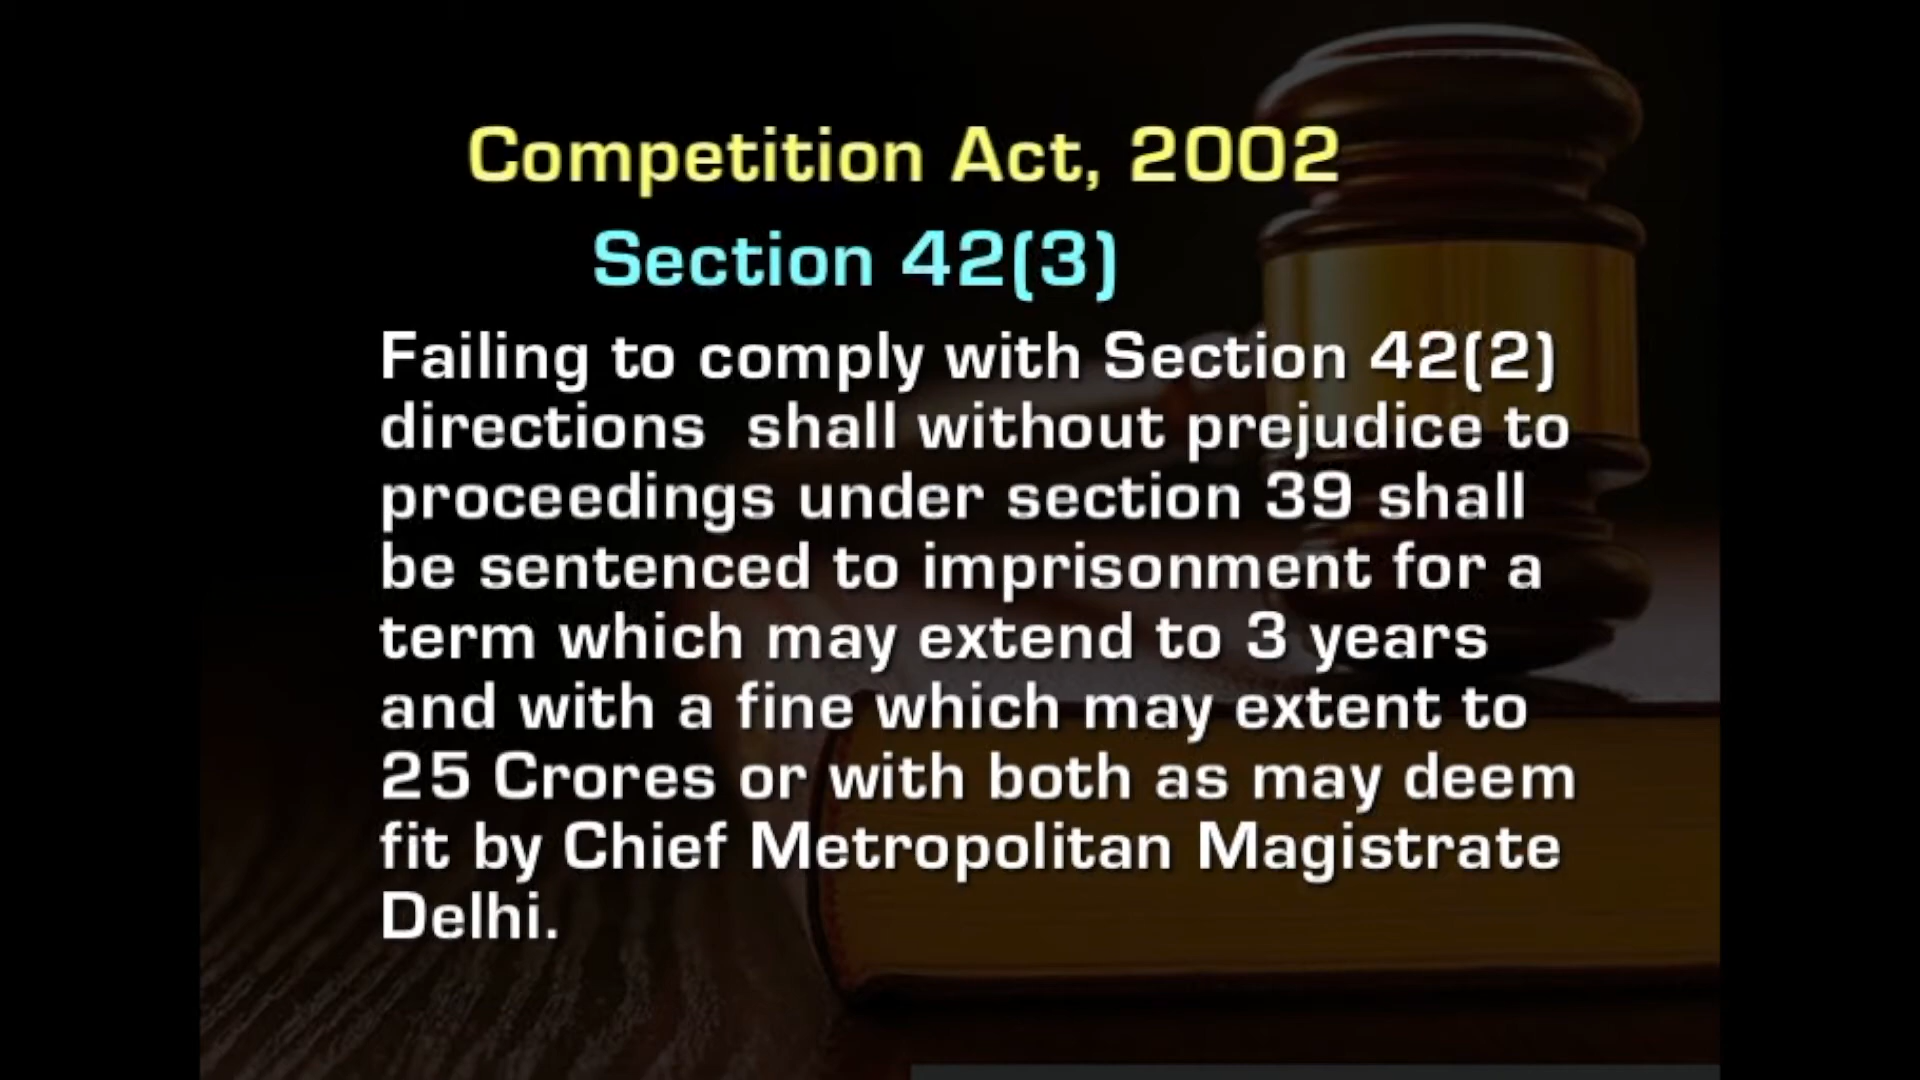 Competition Act, 2002
Section 42(3)
Failing to comply with Section 42(2)
directions shall without prejudice to
proceedings under section 39 shall
be sentenced to imprisonment for a
term which may extend to 3 years
and with a fine which may extent to
25 Crores or with both as may deem
fit by Chief Metropolitan Magistrate
Delhi.